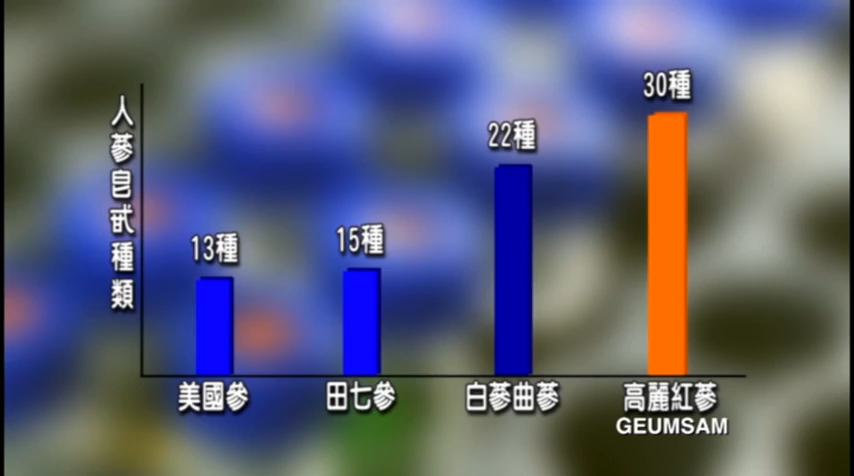 人蔘皂甙種類
13種
15種
22種
30種
美國參
田七參
白蔘曲蔘
高麗紅蔘
GEUMSAM